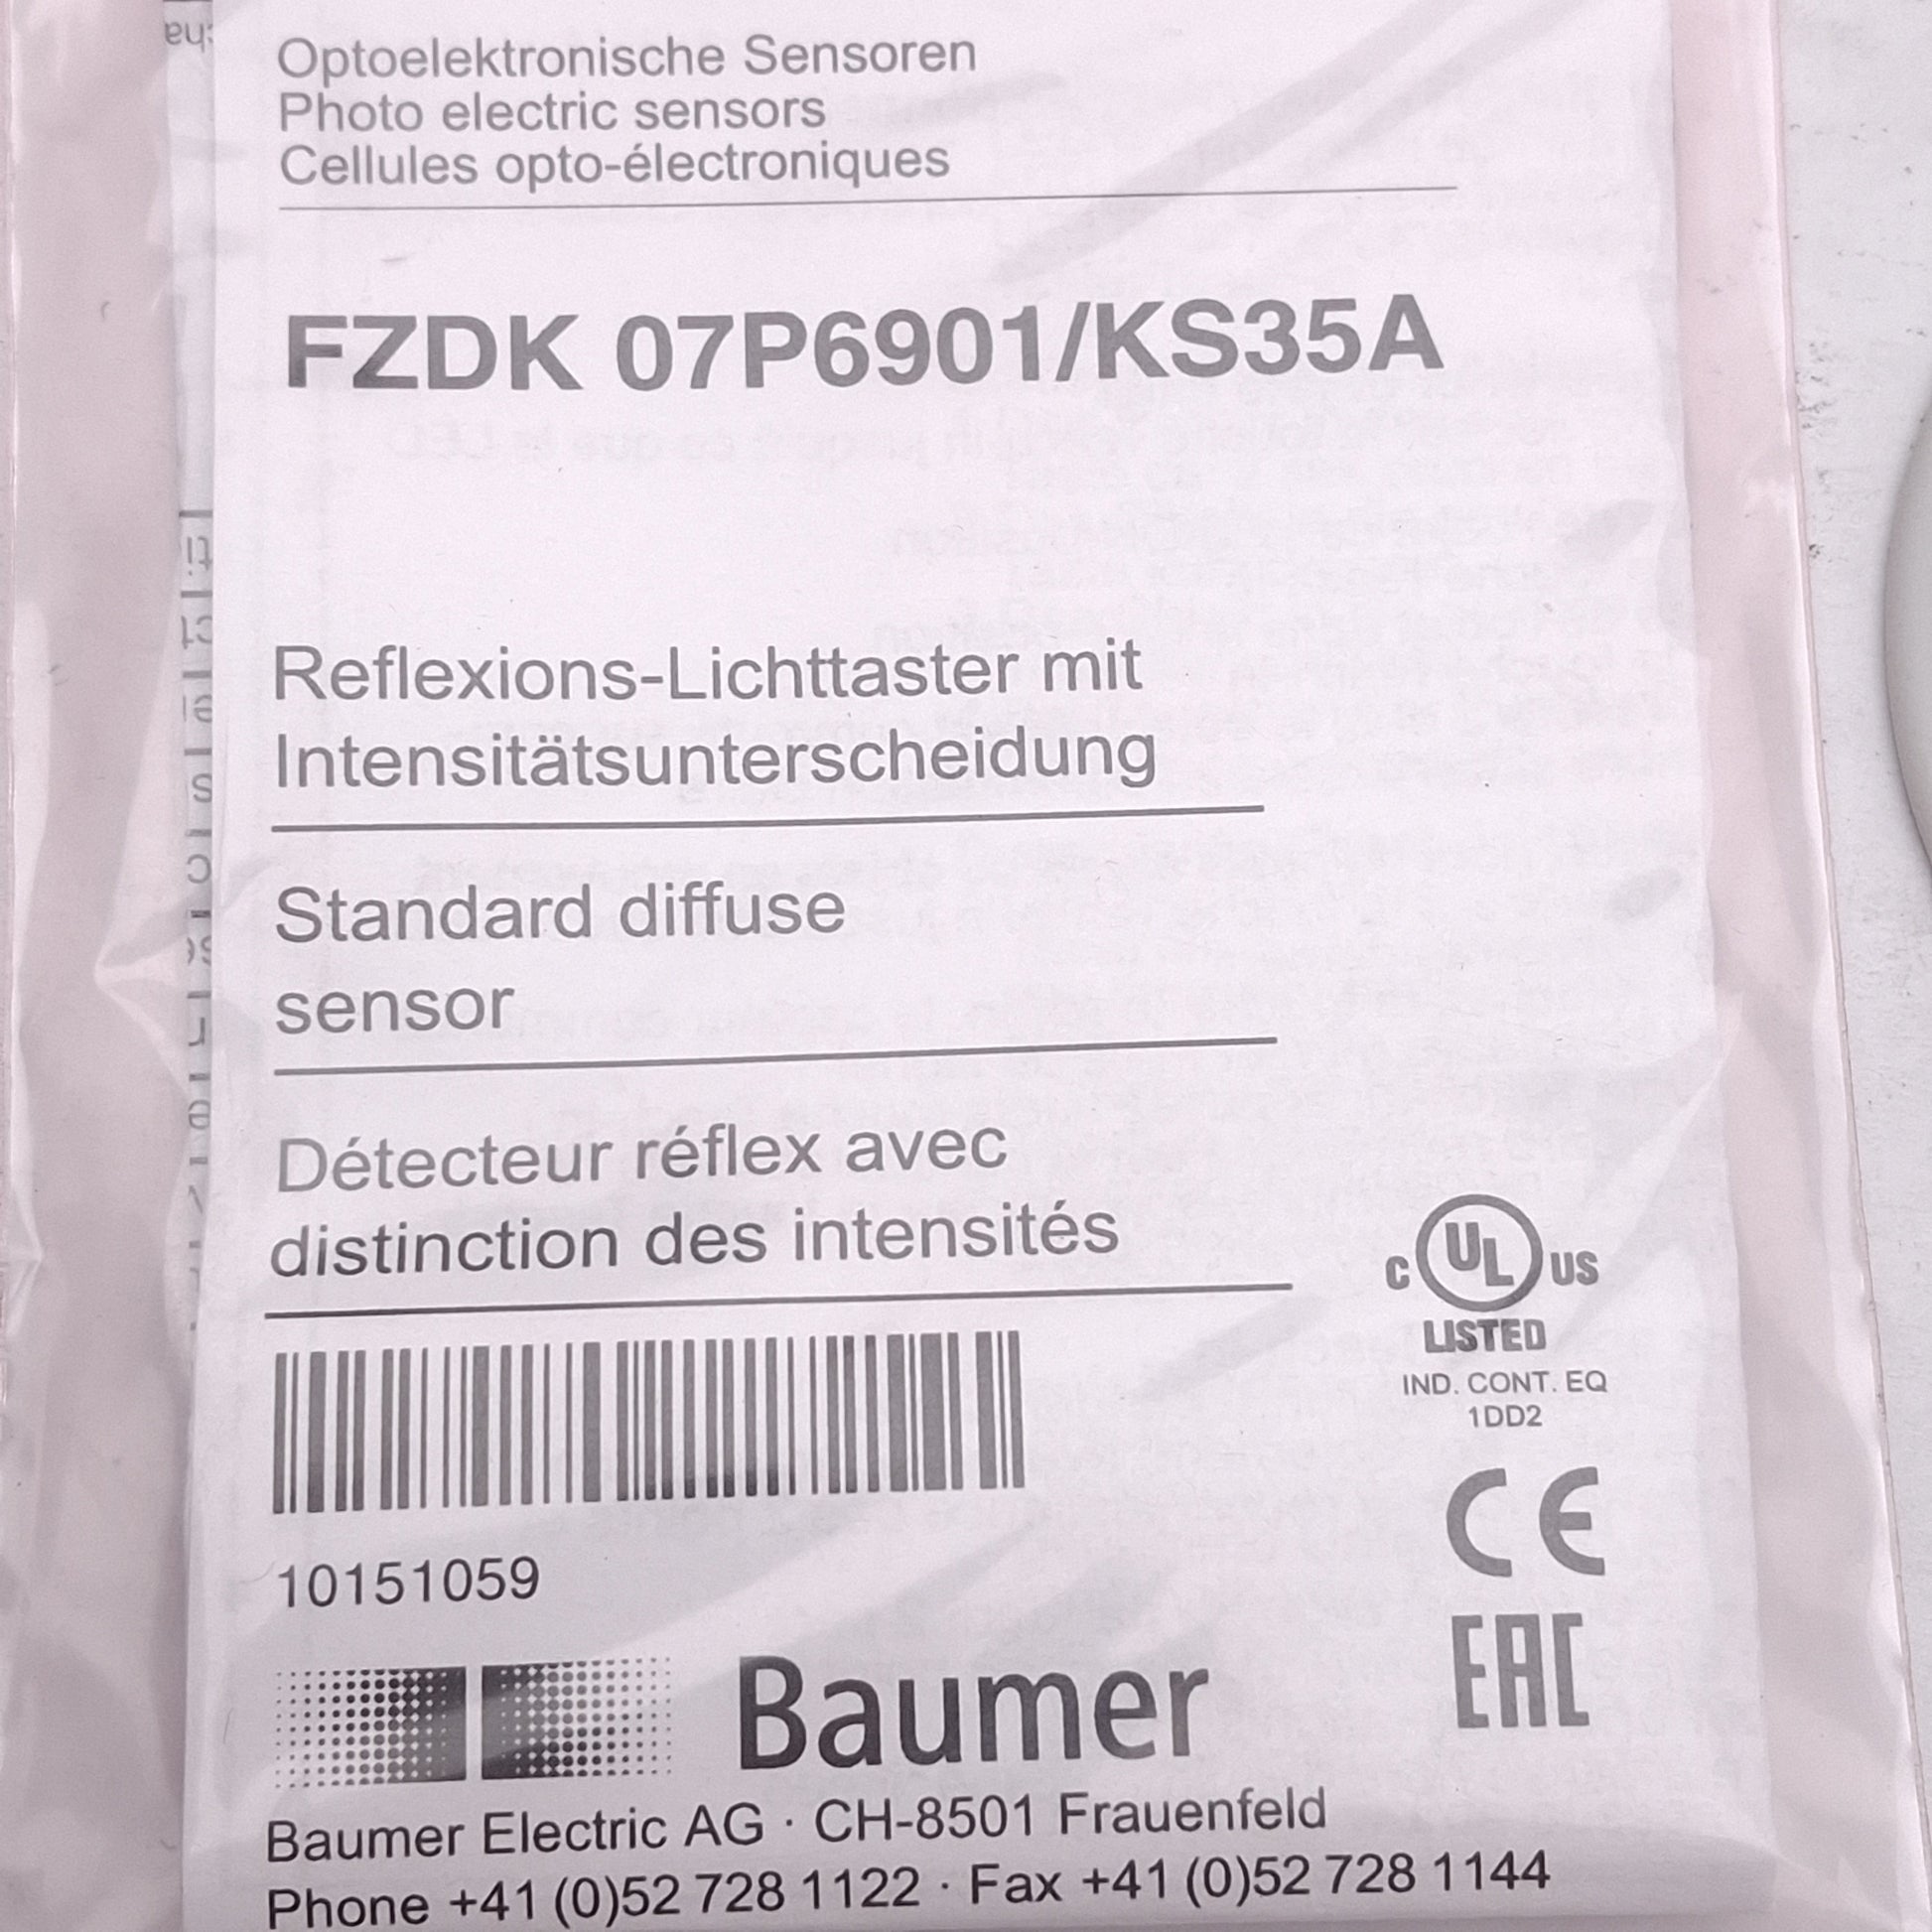 Optoelektronische Sensoren
Photo electric sensors
Cellules opto-électroniques
FZDK 07P6901/KS35A
Reflexions-Lichttaster mit
Intensitätsunterscheidung
Standard diffuse
sensor
Détecteur réflex avec
distinction des intensités
C UL US
LISTED
IND. CONT. EQ
1DD2
CE
EAC
10151059
Baumer
Baumer Electric AG · CH-8501 Frauenfeld
Phone +41 (0)52 728 1122 · Fax +41 (0)52 728 1144